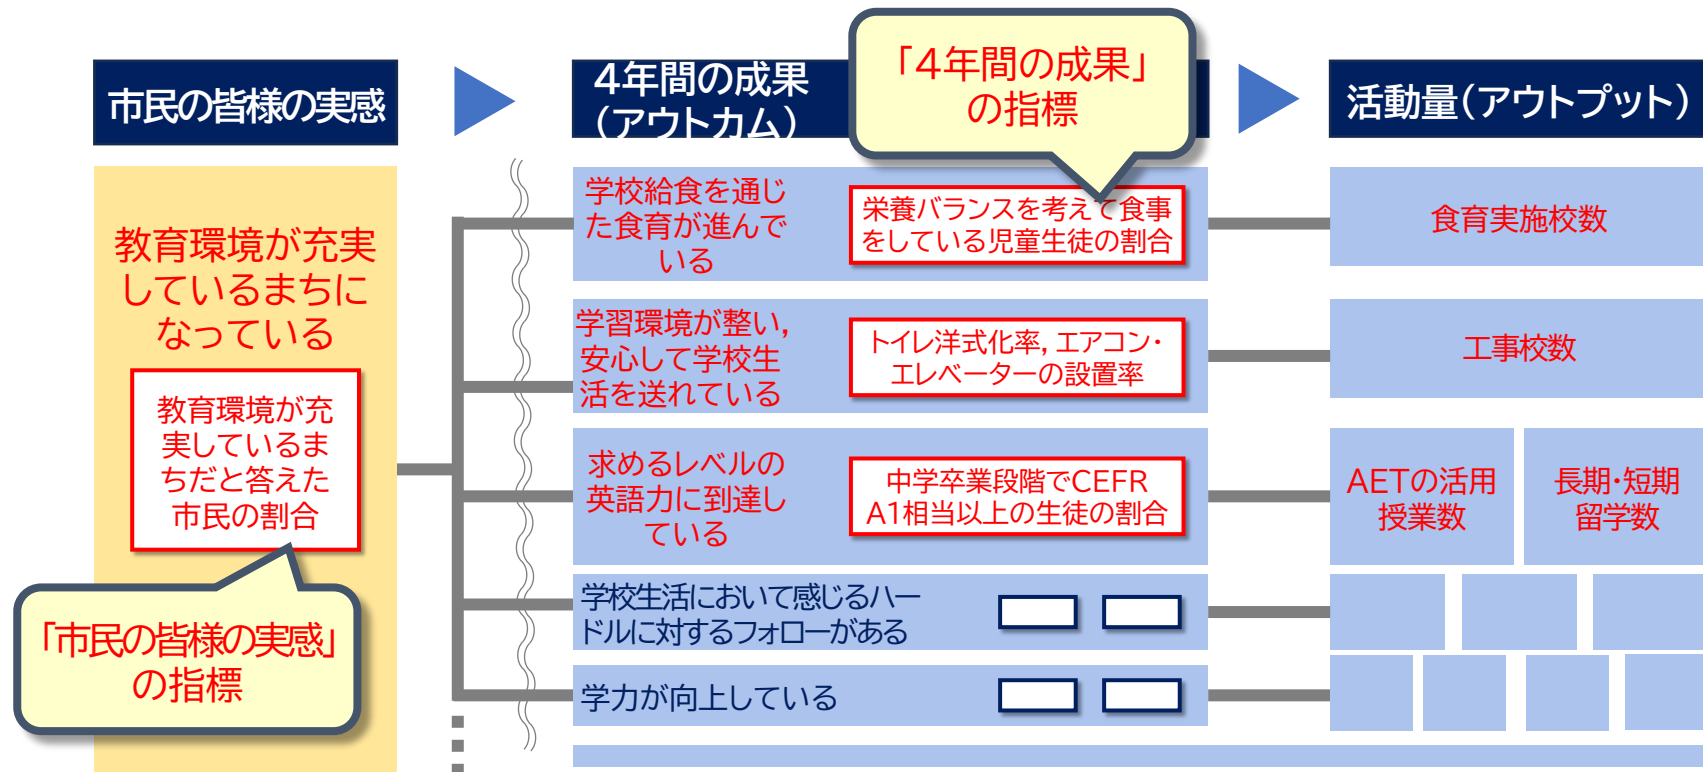 市民の皆様の実感
4年間の成果
（アウトカム）
「4年間の成果」
の指標
活動量（アウトプット）
教育環境が充実
しているまちに
なっている
教育環境が充
実しているま
ちだと答えた
市民の割合
「市民の皆様の実感」
の指標
学校給食を通じ
た食育が進んで
いる
栄養バランスを考えて食事
をしている児童生徒の割合
食育実施校数
学習環境が整い，
安心して学校生
活を送れている
トイレ洋式化率，エアコン・
エレベーターの設置率
工事校数
求めるレベルの
英語力に到達し
ている
中学卒業段階でCEFR
A1相当以上の生徒の割合
AETの活用
授業数
長期・短期
留学数
学校生活において感じるハー
ドルに対するフォローがある
学力が向上している